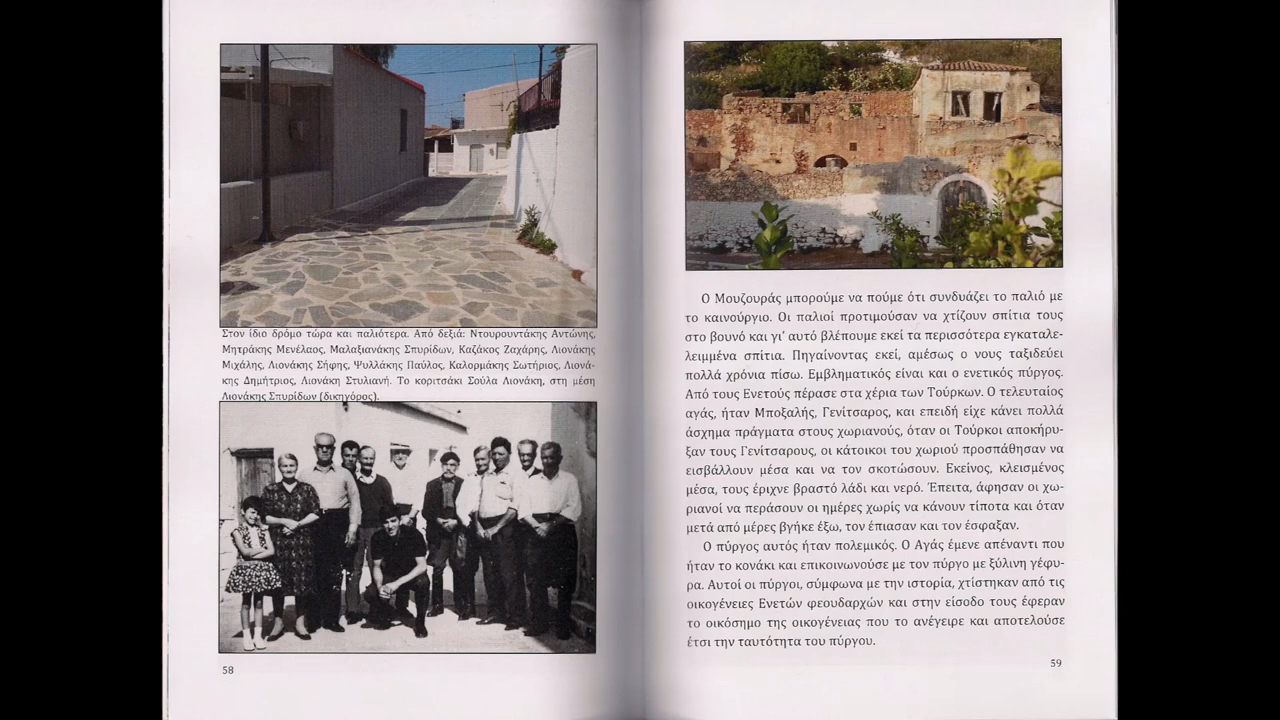 Στον ίδιο δρόμο τώρα και παλιότερα. Από δεξιά: Ντουρουντάκης Αντώνης,
Μητράκης Μενέλαος, Μαλαξιανάκης Σπυρίδων, Καζάκος Ζαχάρης, Λιονάκης
Μιχάλης, Λιονάκης Σήφης, Ψυλλάκης Παύλος, Καλορμάκης Σωτήριος, Λιονά-
κης Δημήτριος, Λιονάκη Στυλιανή. Το κοριτσάκι Σούλα Λιονάκη, στη μέση
Λιονάκης Σπυρίδων (δικηγόρος).
58
Ο Μουζουράς μπορούμε να πούμε ότι συνδυάζει το παλιό με
το καινούργιο. Οι παλιοί προτιμούσαν να χτίζουν σπίτια τους
στο βουνό και γι' αυτό βλέπουμε εκεί τα περισσότερα εγκαταλε-
λειμμένα σπίτια. Πηγαίνοντας εκεί, αμέσως ο νους ταξιδεύει
πολλά χρόνια πίσω. Εμβληματικός είναι και ο ενετικός πύργος.
Από τους Ενετούς πέρασε στα χέρια των Τούρκων. Ο τελευταίος
αγάς, ήταν Μποξαλής, Γενίτσαρος, και επειδή είχε κάνει πολλά
άσχημα πράγματα στους χωριανούς, όταν οι Τούρκοι αποκήρυ-
ξαν τους Γενίτσαρους, οι κάτοικοι του χωριού προσπάθησαν να
εισβάλλουν μέσα και να τον σκοτώσουν. Εκείνος, κλεισμένος
μέσα, τους έριχνε βραστό λάδι και νερό. Έπειτα, άφησαν οι χω-
ριανοί να περάσουν οι ημέρες χωρίς να κάνουν τίποτα και όταν
μετά από μέρες βγήκε έξω, τον έπιασαν και τον έσφαξαν.
Ο πύργος αυτός ήταν πολεμικός. Ο Αγάς έμενε απέναντι που
ήταν το κονάκι και επικοινωνούσε με τον πύργο με ξύλινη γέφυ-
ρα. Αυτοί οι πύργοι, σύμφωνα με την ιστορία, χτίστηκαν από τις
οικογένειες Ενετών φεουδαρχών και στην είσοδο τους έφεραν
το οικόσημο της οικογένειας που το ανέγειρε και αποτελούσε
έτσι την ταυτότητα του πύργου.
59